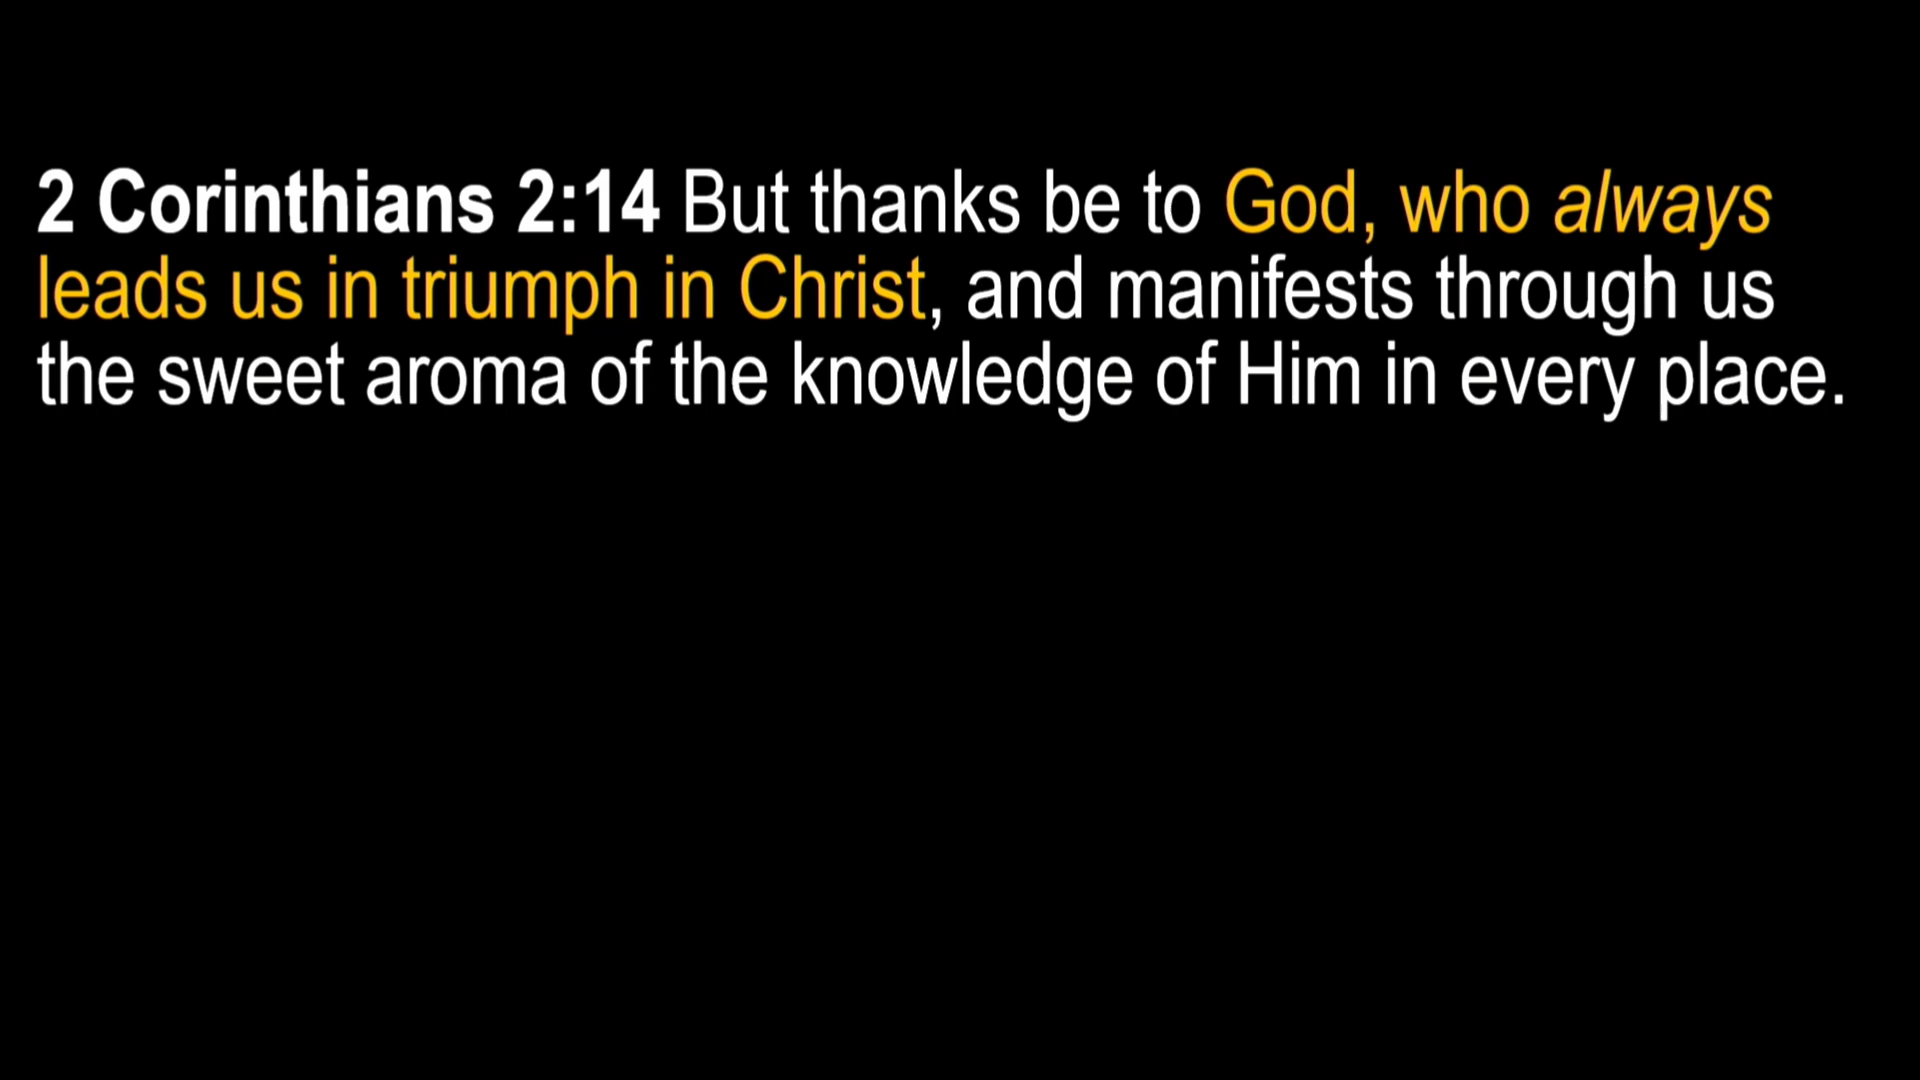 2 Corinthians 2:14 But thanks be to God, who always
leads us in triumph in Christ, and manifests through us
the sweet aroma of the knowledge of Him in every place.